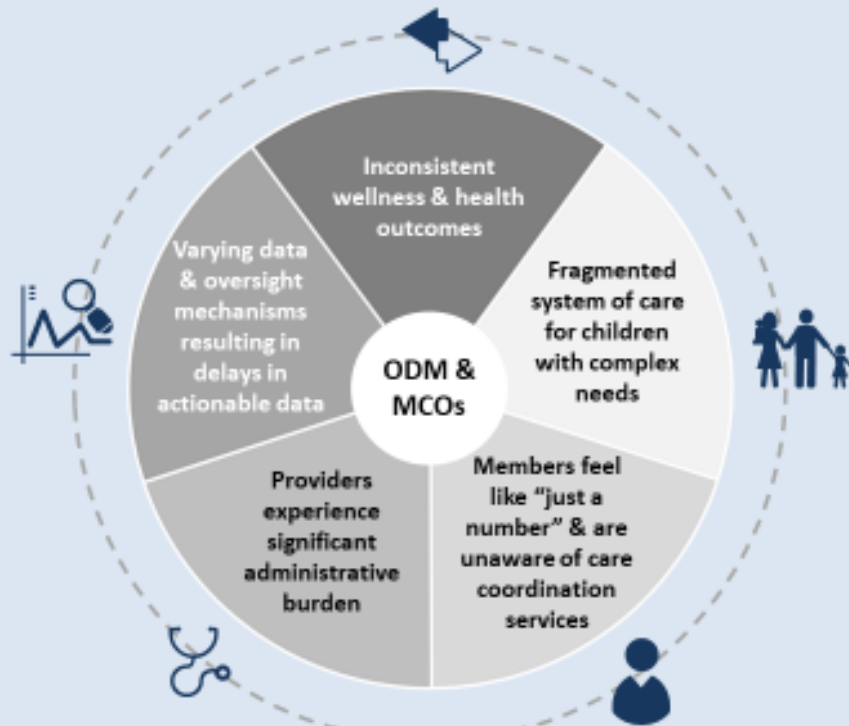 Inconsistent
wellness & health
outcomes
Fragmented
system of care
for children
with complex
needs
Members feel
like “just a
number” & are
unaware of care
coordination
services
Providers
experience
significant
administrative
burden
Varying data
& oversight
mechanisms
resulting in
delays in
actionable data
ODM &
MCOs